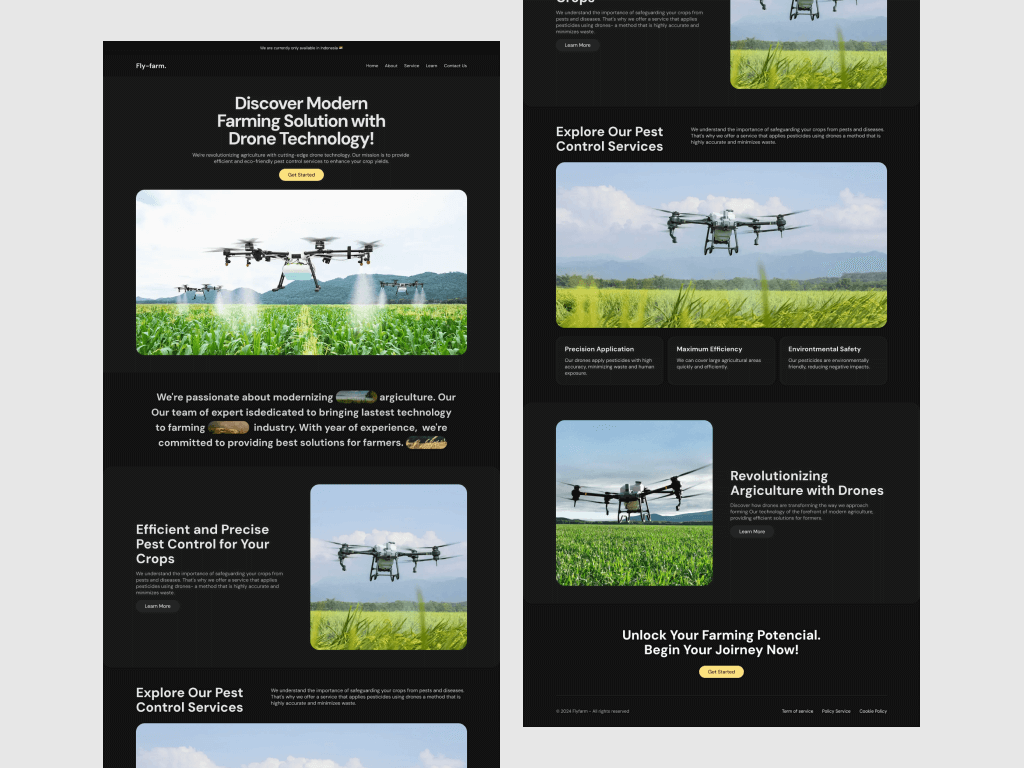 We are currently only available in Indonesia
Fly-farm.
Home About Service Learn Contact Us
Discover Modern
Farming Solution with
Drone Technology!
We're revolutionizing agriculture with cutting-edge drone technology. Our mission is to provide
efficient and eco-friendly pest control services to enhance your crop yields.
Get Started
We're passionate about modernizing argiculture. Our
Our team of expert isdedicated to bringing lastest technology
to farming industry. With year of experience, we're
committed to providing best solutions for farmers.
Efficient and Precise
Pest Control for Your
Crops
We understand the importance of safeguarding your crops from
pests and diseases. That's why we offer a service that applies
pesticides using drones- a method that is highly accurate and
minimizes waste.
Learn More
Explore Our Pest
Control Services
We understand the importance of safeguarding your crops from pests and diseases.
That's why we offer a service that applies pesticides using drones a method that is
highly accurate and minimizes waste.
Crops
We understand the importance of safeguarding your crops from
pests and diseases. That's why we offer a service that applies
pesticides using drones- a method that is highly accurate and
minimizes waste.
Learn More
Explore Our Pest
Control Services
We understand the importance of safeguarding your crops from pests and diseases.
That's why we offer a service that applies pesticides using drones a method that is
highly accurate and minimizes waste.
Precision Application
Our drones apply pesticides with high
accuracy, minimizing waste and human
exposure.
Maximum Efficiency
We can cover large agricultural areas
quickly and efficiently.
Environtmental Safety
Our pesticides are environmentally
friendly, reducing negative impacts.
Revolutionizing
Argiculture with Drones
Discover how drones are transforming the way we approach
farming Our technology of the forefront of modern agriculture,
providing efficient solutions for farmers.
Learn More
Unlock Your Farming Potencial.
Begin Your Joirney Now!
Get Started
© 2024 Flyfarm - All rights reserved
Term of service Policy Service Cookie Policy